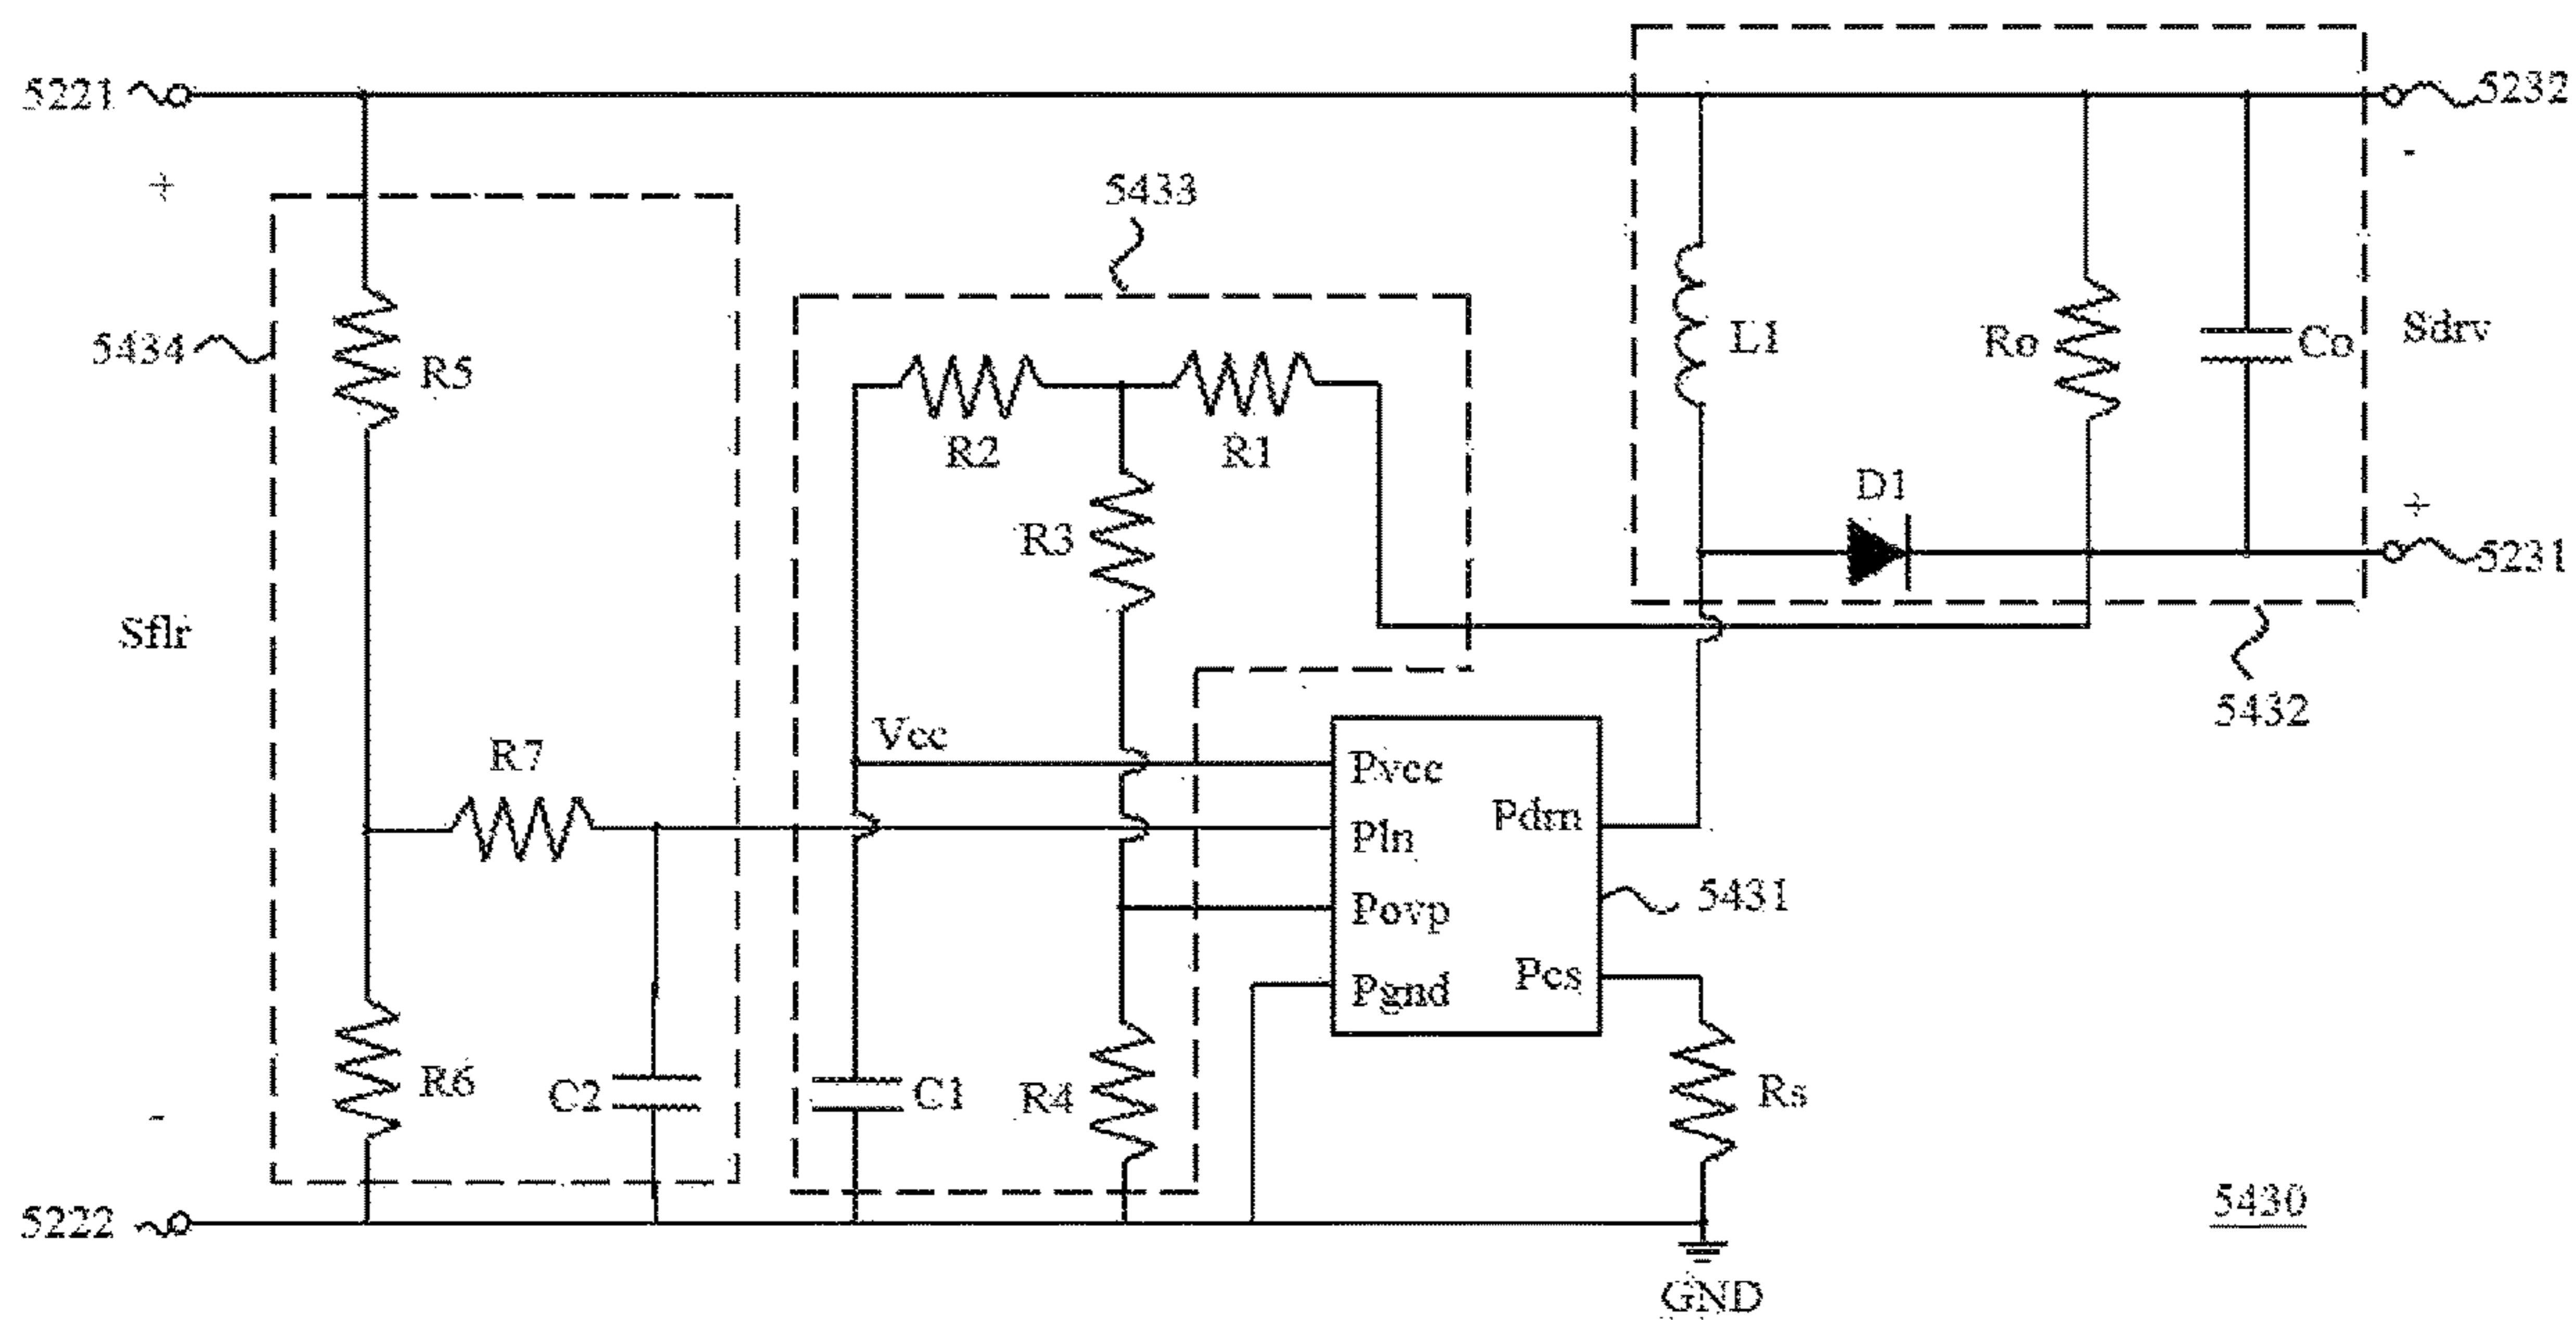 5221
5232
+
-
5433
5434
R5
L1
Ro
Co
Sdrv
R2
R1
D1
+
R3
5231
Sflr
5432
Vcc
R7
Pvcc
Pdrn
Pln
5431
Povp
Pcs
Pgnd
R6
C2
C1
R4
Rs
-
5222
5430
GND